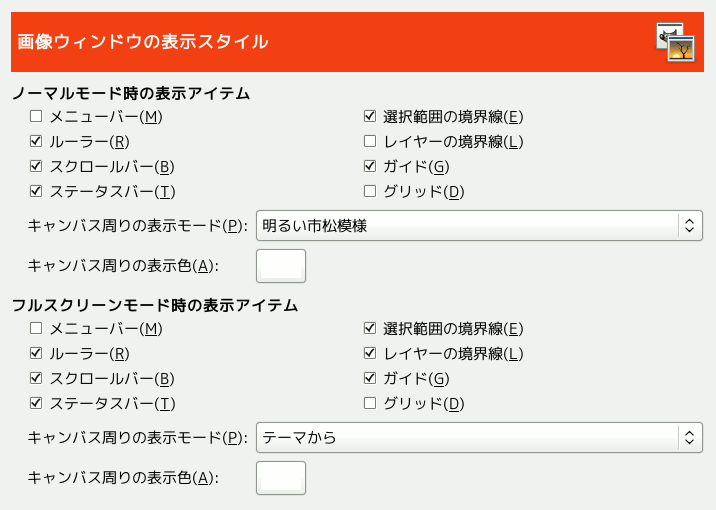 画像ウィンドウの表示スタイル
ノーマルモード時の表示アイテム
メニューバー(M) 選択範囲の境界線(E)
ルーラー(R) レイヤーの境界線(L)
スクロールバー(B) ガイド(G)
ステータスバー(T) グリッド(D)
キャンバス周りの表示モード(P): 明るい市松模様
キャンバス周りの表示色(A):
フルスクリーンモード時の表示アイテム
メニューバー(M) 選択範囲の境界線(E)
ルーラー(R) レイヤーの境界線(L)
スクロールバー(B) ガイド(G)
ステータスバー(T) グリッド(D)
キャンバス周りの表示モード(P): テーマから
キャンバス周りの表示色(A):